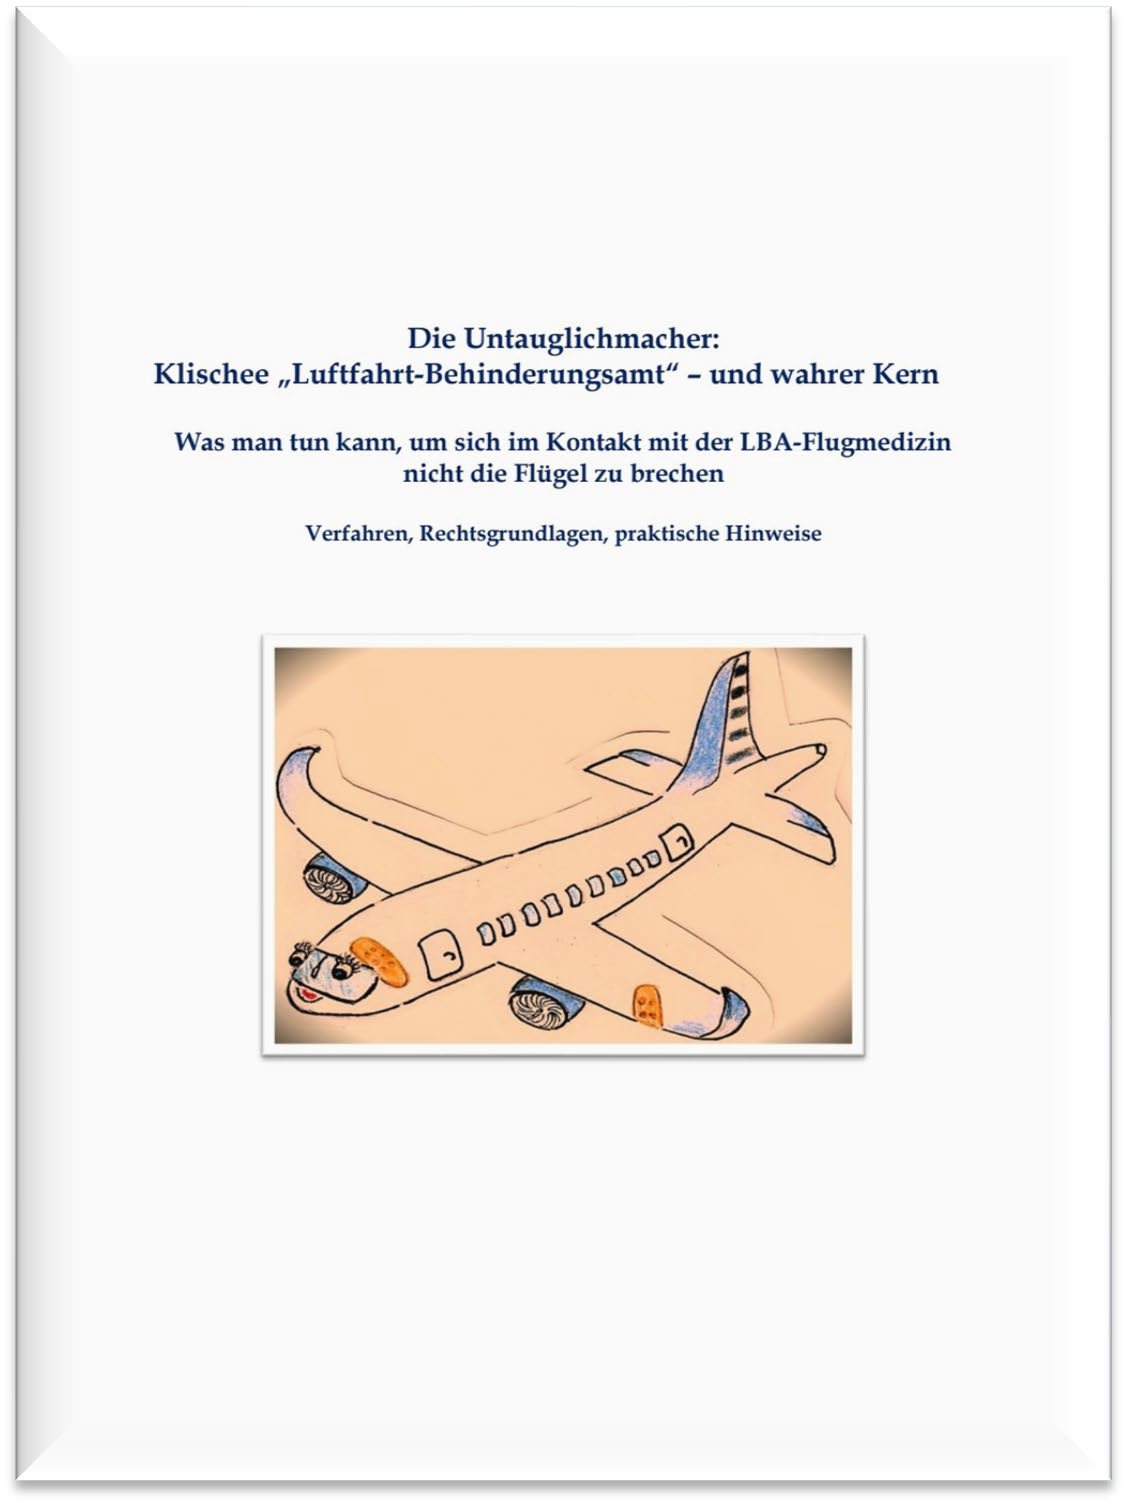 Die Untauglichmacher:
Klischee „Luftfahrt-Behinderungsamt“ – und wahrer Kern
Was man tun kann, um sich im Kontakt mit der LBA-Flugmedizin
nicht die Flügel zu brechen
Verfahren, Rechtsgrundlagen, praktische Hinweise